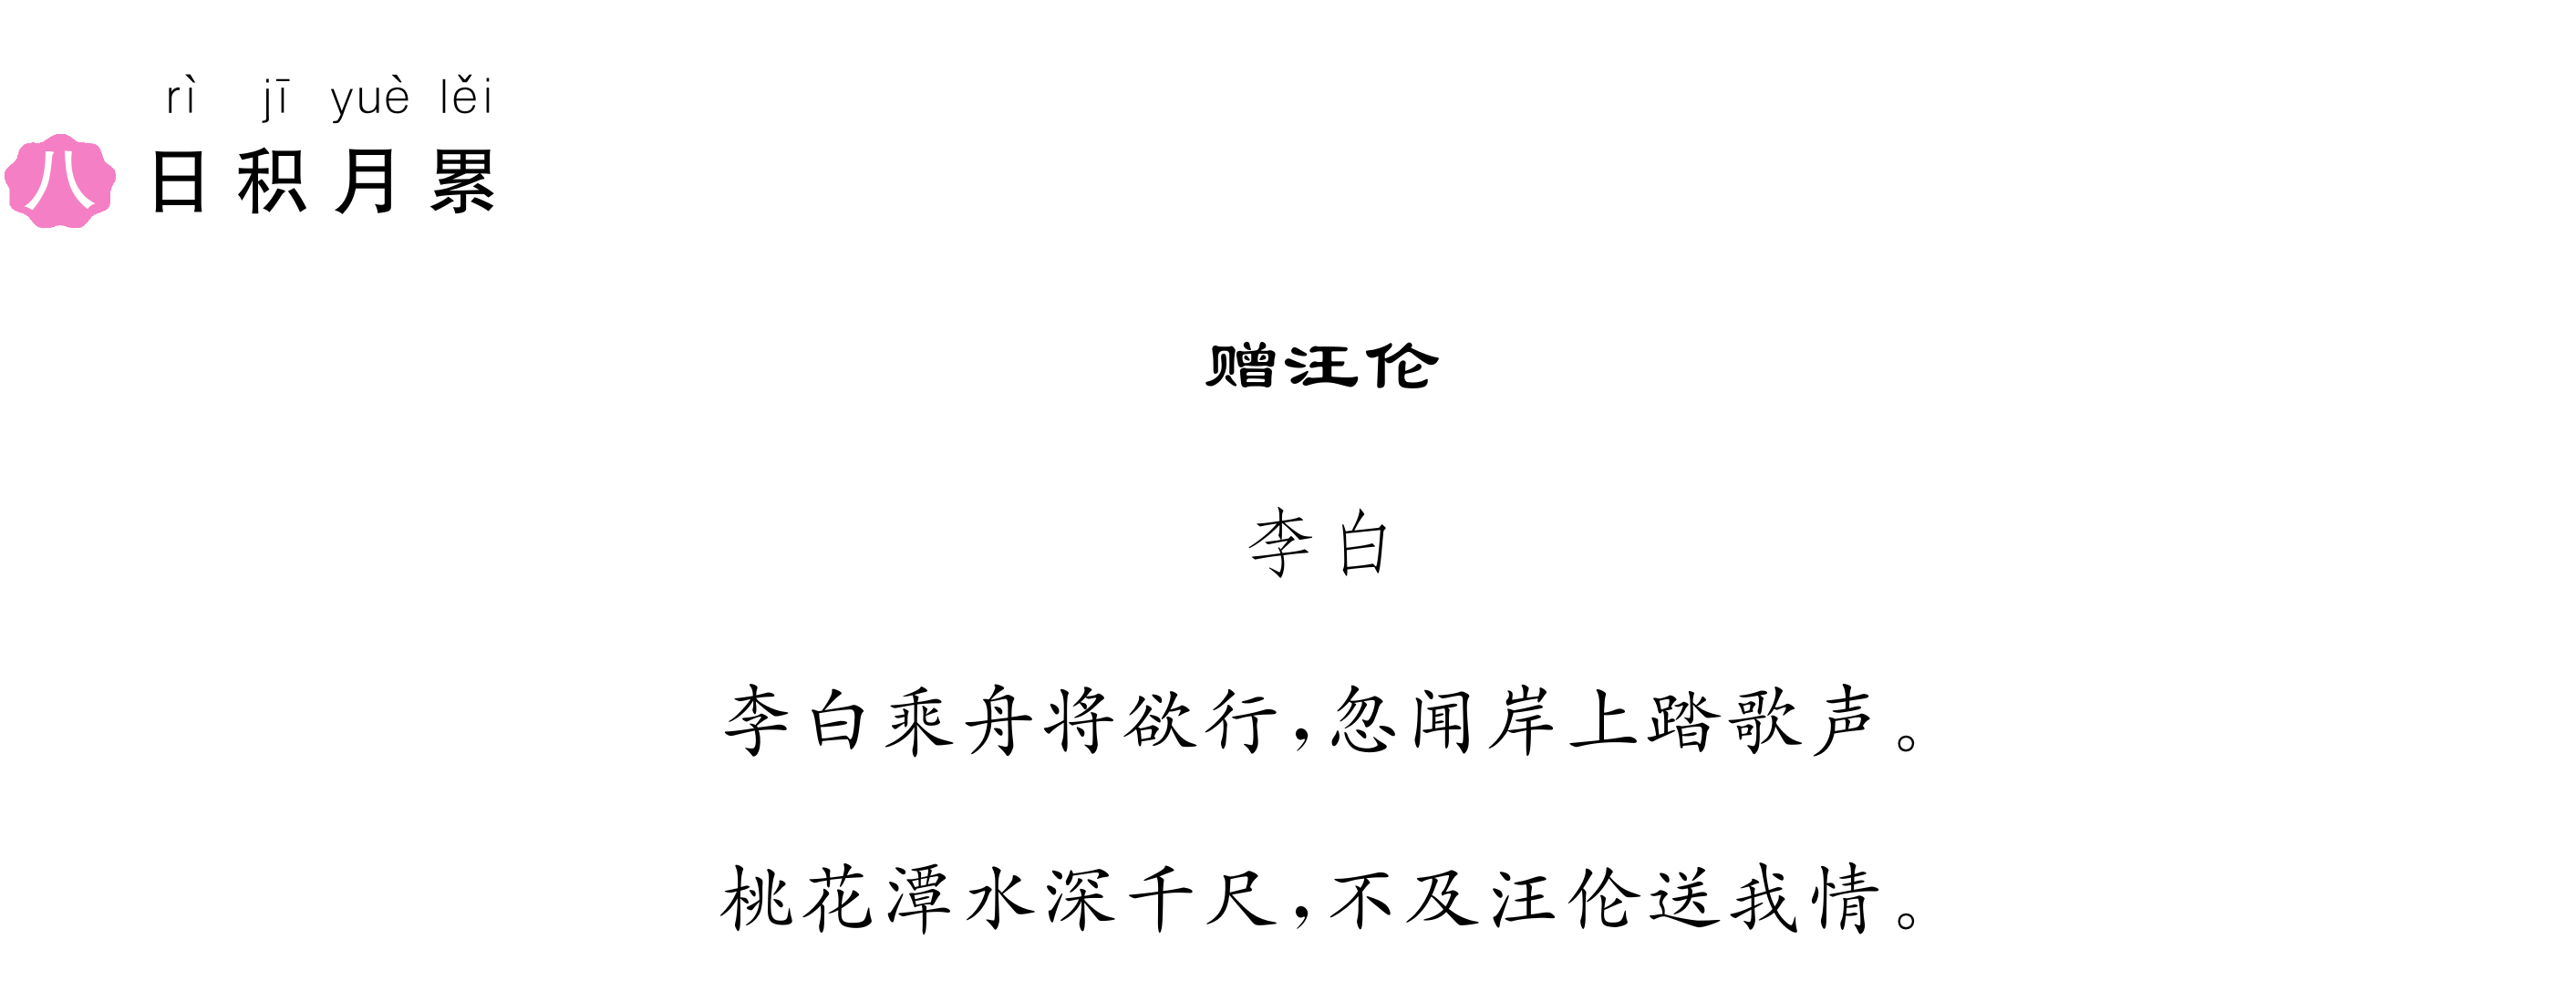 rì jī yuè lěi
八 日积月累
赠汪伦
李白
李白乘舟将欲行，忽闻岸上踏歌声。
桃花潭水深千尺，不及汪伦送我情。